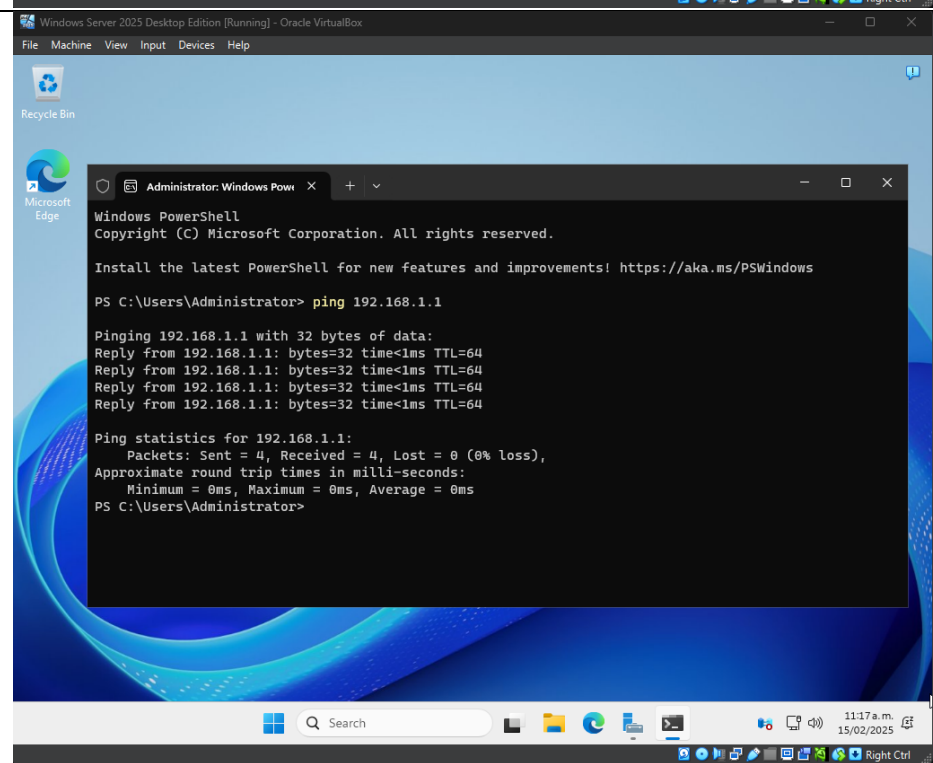 Right Ctrl
Windows Server 2025 Desktop Edition [Running] - Oracle VirtualBox
File Machine View Input Devices Help
Recycle Bin
Microsoft
Edge
Administrator: Windows Powe
Windows PowerShell
Copyright (C) Microsoft Corporation. All rights reserved.
Install the latest PowerShell for new features and improvements! https://aka.ms/PSWindows
PS C:\Users\Administrator> ping 192.168.1.1
Pinging 192.168.1.1 with 32 bytes of data:
Reply from 192.168.1.1: bytes=32 time<1ms TTL=64
Reply from 192.168.1.1: bytes=32 time<1ms TTL=64
Reply from 192.168.1.1: bytes=32 time<1ms TTL=64
Reply from 192.168.1.1: bytes=32 time<1ms TTL=64
Ping statistics for 192.168.1.1:
    Packets: Sent = 4, Received = 4, Lost = 0 (0% loss),
Approximate round trip times in milli-seconds:
    Minimum = 0ms, Maximum = 0ms, Average = 0ms
PS C:\Users\Administrator>
Search
11:17 a.m.
15/02/2025
Right Ctrl